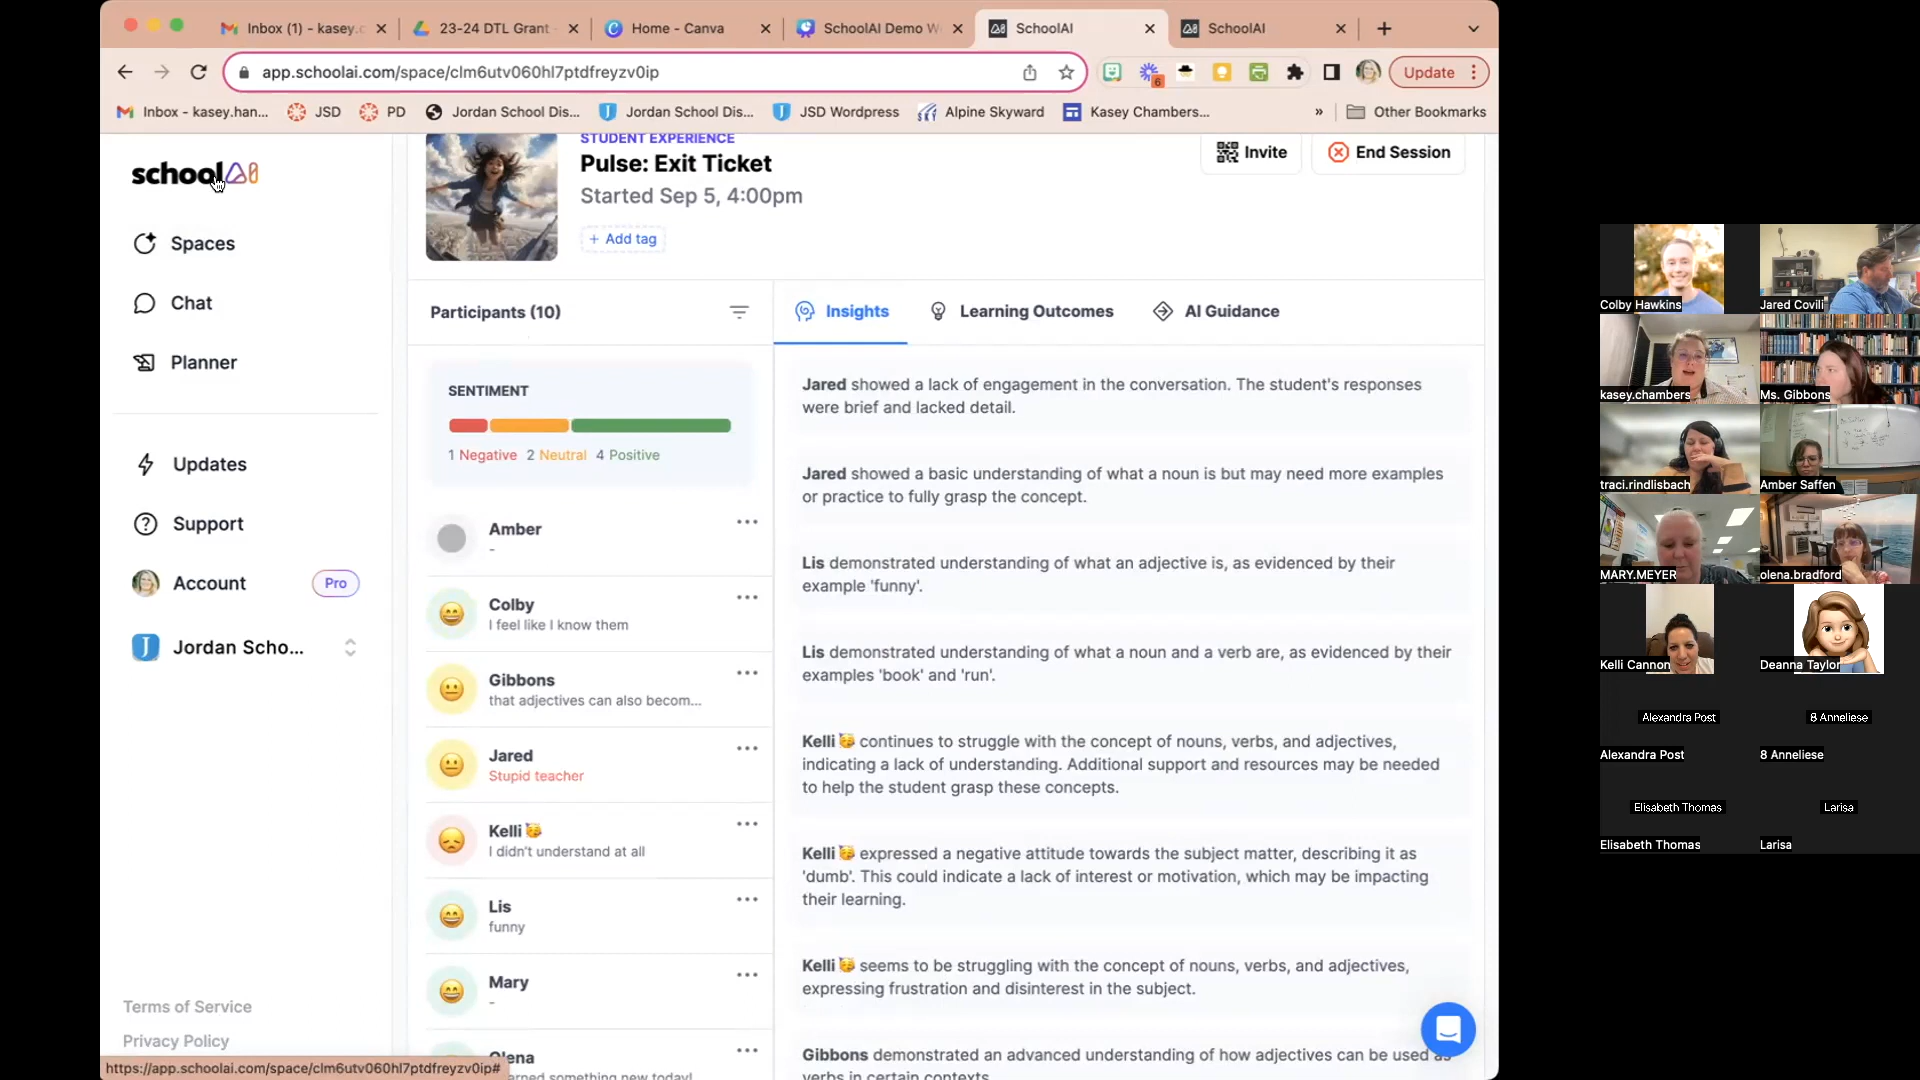 Inbox (1) - kasey.c
23-24 DTL Grant -
Home - Canva
SchoolAI Demo W
SchoolAI
SchoolAI
app.schoolai.com/space/clm6utv060hl7ptdfreyzv0ip
6
Update
Inbox - kasey.han...
JSD
PD
Jordan School Dis...
Jordan School Dis...
JSD Wordpress
Alpine Skyward
Kasey Chambers...
»
Other Bookmarks
schoolAI
Spaces
Chat
Planner
Updates
Support
Account
Pro
Jordan Scho...
Terms of Service
Privacy Policy
https://app.schoolai.com/space/clm6utv060hl7ptdfreyzv0ip#
STUDENT EXPERIENCE
Pulse: Exit Ticket
Started Sep 5, 4:00pm
+ Add tag
Invite
End Session
Participants (10)
SENTIMENT
1 Negative 2 Neutral 4 Positive
Amber
-
Colby
I feel like I know them
Gibbons
that adjectives can also becom...
Jared
Stupid teacher
Kelli 🥳
I didn't understand at all
Lis
funny
Mary
-
Olena
earned something new today!
Insights
Learning Outcomes
AI Guidance
Jared showed a lack of engagement in the conversation. The student's responses
were brief and lacked detail.
Jared showed a basic understanding of what a noun is but may need more examples
or practice to fully grasp the concept.
Lis demonstrated understanding of what an adjective is, as evidenced by their
example 'funny'.
Lis demonstrated understanding of what a noun and a verb are, as evidenced by their
examples 'book' and 'run'.
Kelli 🥳 continues to struggle with the concept of nouns, verbs, and adjectives,
indicating a lack of understanding. Additional support and resources may be needed
to help the student grasp these concepts.
Kelli 🥳 expressed a negative attitude towards the subject matter, describing it as
'dumb'. This could indicate a lack of interest or motivation, which may be impacting
their learning.
Kelli 🥳 seems to be struggling with the concept of nouns, verbs, and adjectives,
expressing frustration and disinterest in the subject.
Gibbons demonstrated an advanced understanding of how adjectives can be used as
verbs in certain contexts.
Colby Hawkins
Jared Covili
kasey.chambers
Ms. Gibbons
traci.rindlisbach
Amber Saffen
MARY.MEYER
olena.bradford
Kelli Cannon
Deanna Taylor
Alexandra Post
8 Anneliese
Alexandra Post
8 Anneliese
Elisabeth Thomas
Larisa
Elisabeth Thomas
Larisa